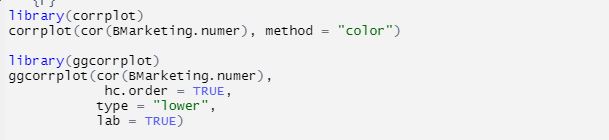 {r}
library(corrplot)
corrplot(cor(BMarketing.numer), method = "color")
library(ggcorrplot)
ggcorrplot(cor(BMarketing.numer),
hc.order = TRUE,
type = "lower",
lab = TRUE)